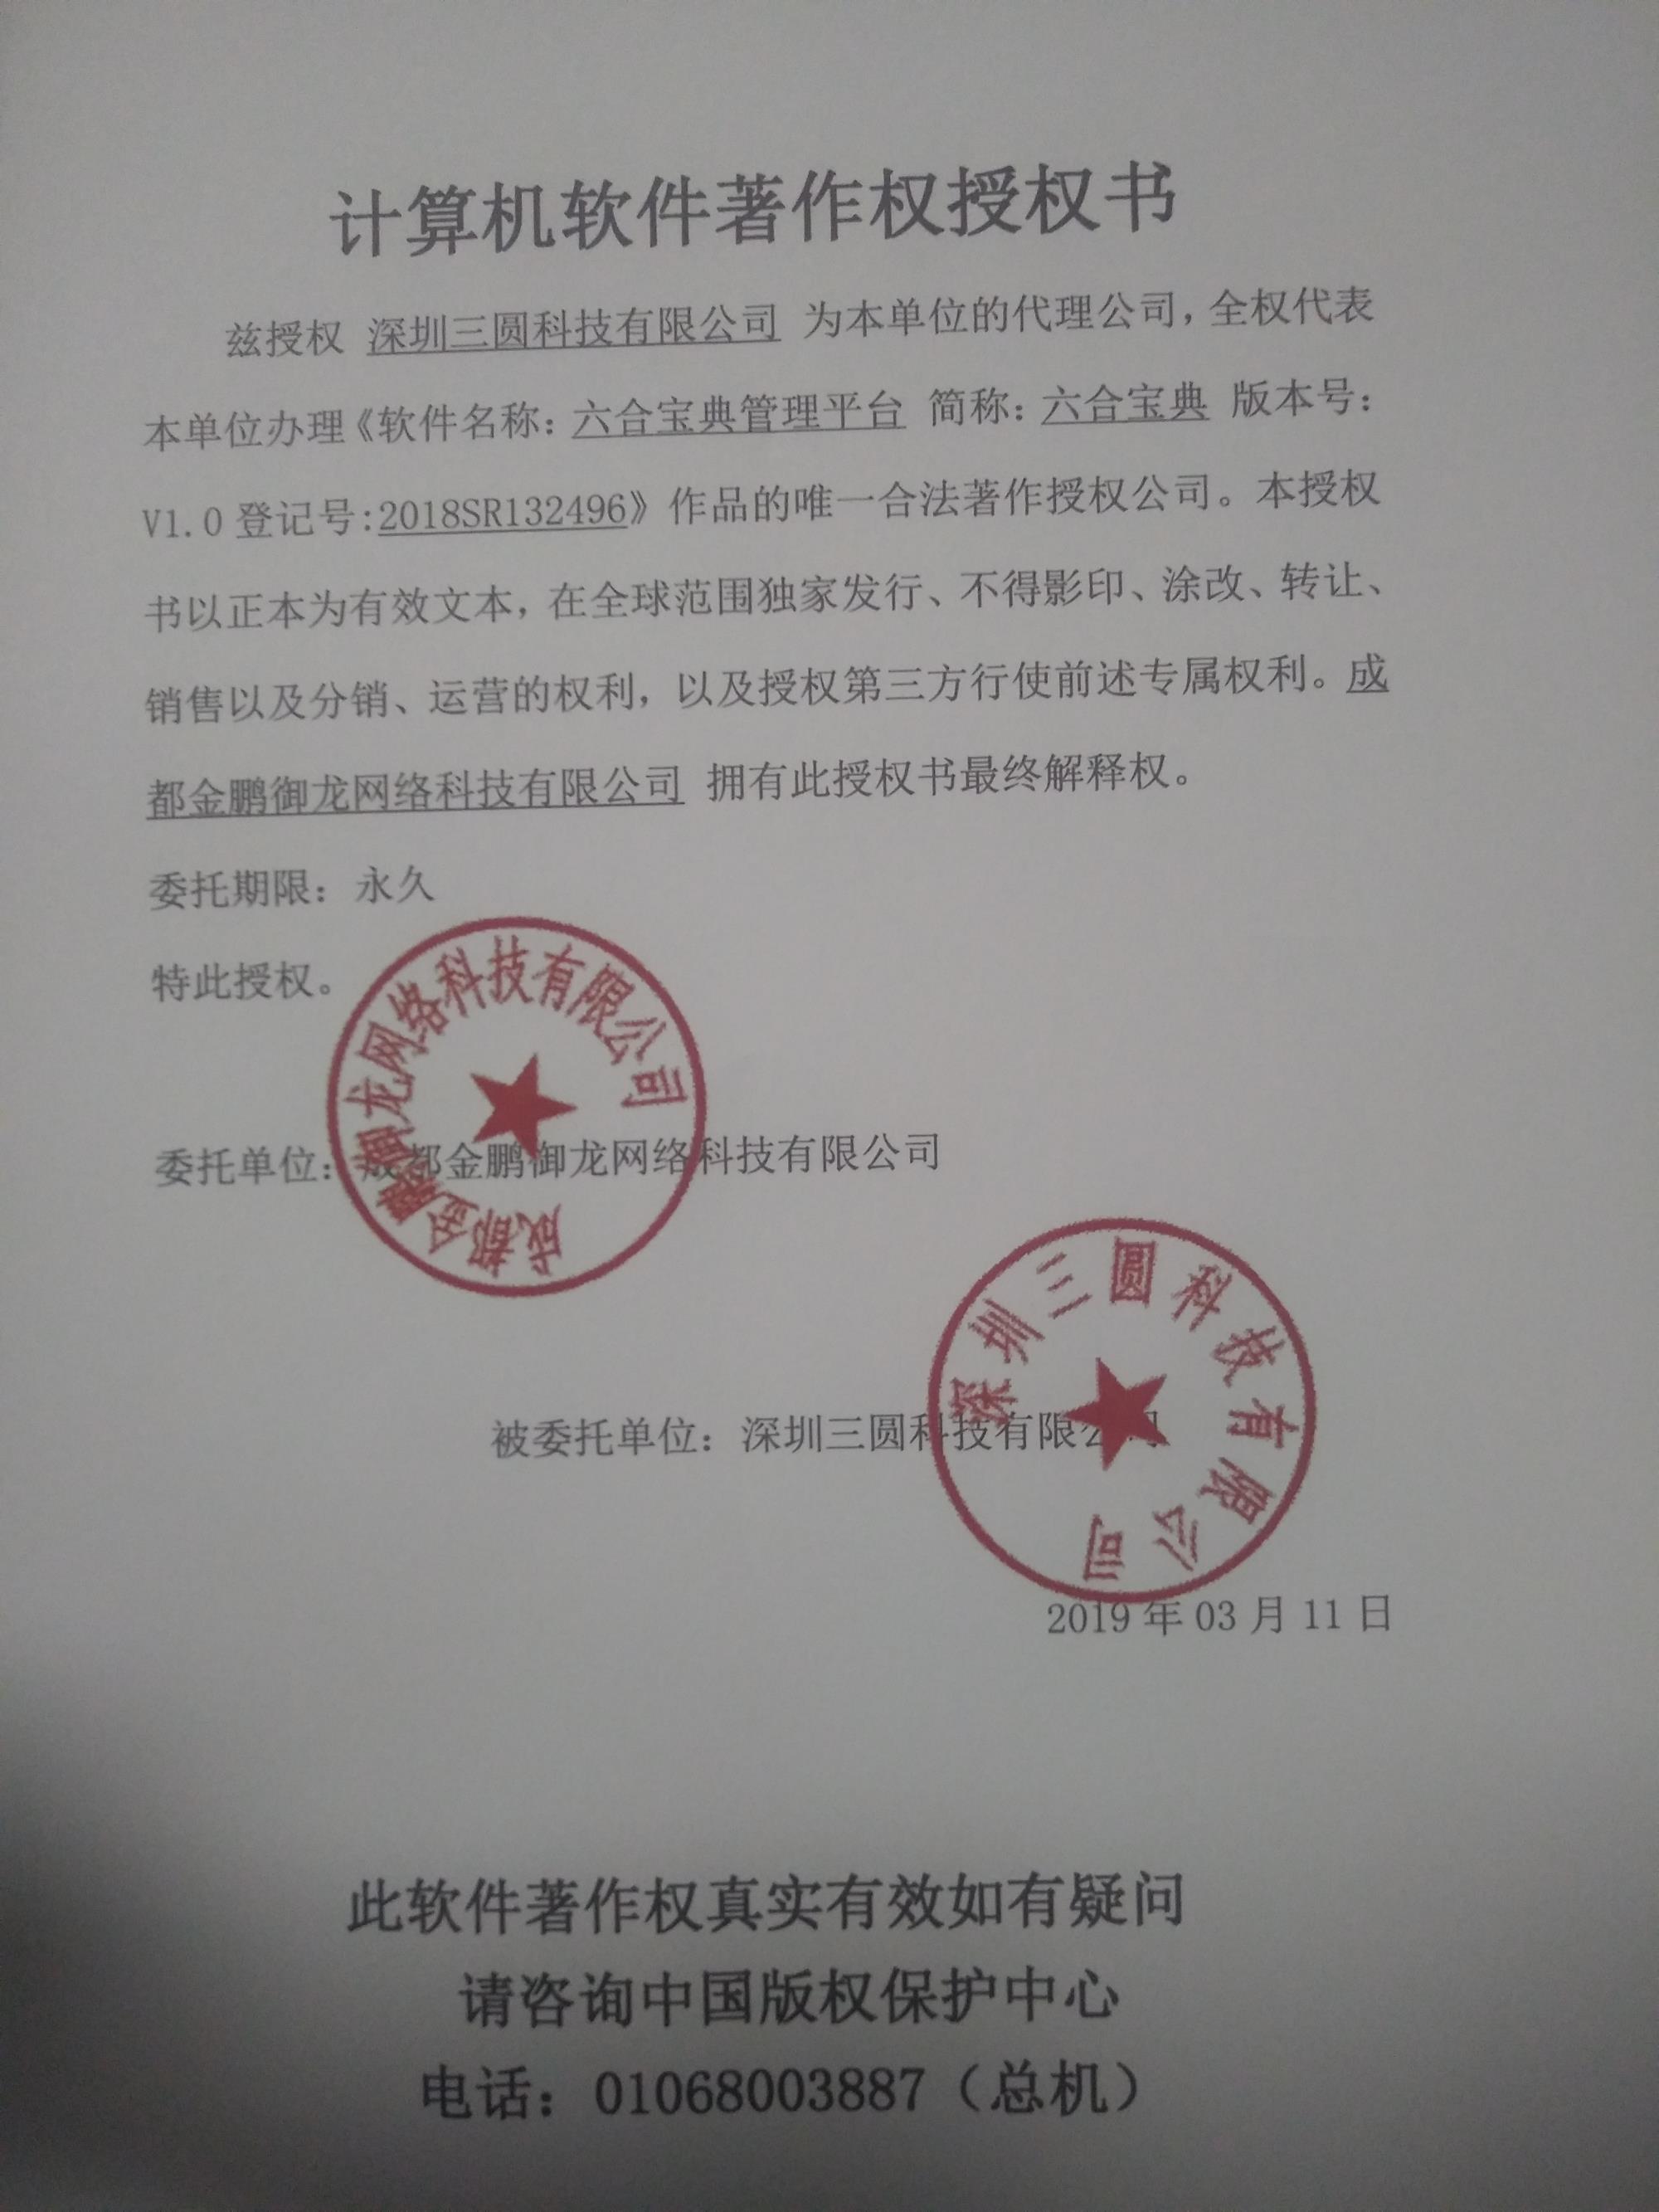 计算机软件著作权授权书
兹授权 深圳三圆科技有限公司 为本单位的代理公司，全权代表
本单位办理《软件名称：六合宝典管理平台 简称：六合宝典 版本号：
V1.0 登记号:2018SR132496》作品的唯一合法著作授权公司。本授权
书以正本为有效文本，在全球范围独家发行、不得影印、涂改、转让、
销售以及分销、运营的权利，以及授权第三方行使前述专属权利。成
都金鹏御龙网络科技有限公司 拥有此授权书最终解释权。
委托期限：永久
特此授权。
成都金鹏御龙网络科技有限公司
委托单位：成都金鹏御龙网络科技有限公司
深圳三圆科技有限公司
被委托单位：深圳三圆科技有限公司
2019 年 03 月 11 日
此软件著作权真实有效如有疑问
请咨询中国版权保护中心
电话：01068003887（总机）